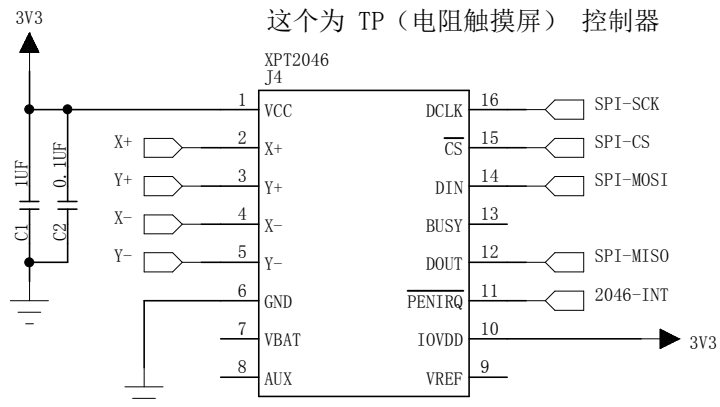 这个为 TP（电阻触摸屏） 控制器
3V3
XPT2046
J4
1 VCC DCLK 16 SPI-SCK
X+ 2 X+ CS 15 SPI-CS
Y+ 3 Y+ DIN 14 SPI-MOSI
X- 4 X- BUSY 13
Y- 5 Y- DOUT 12 SPI-MISO
6 GND PENIRQ 11 2046-INT
7 VBAT IOVDD 10 3V3
8 AUX VREF 9
C1 1UF
C2 0.1UF